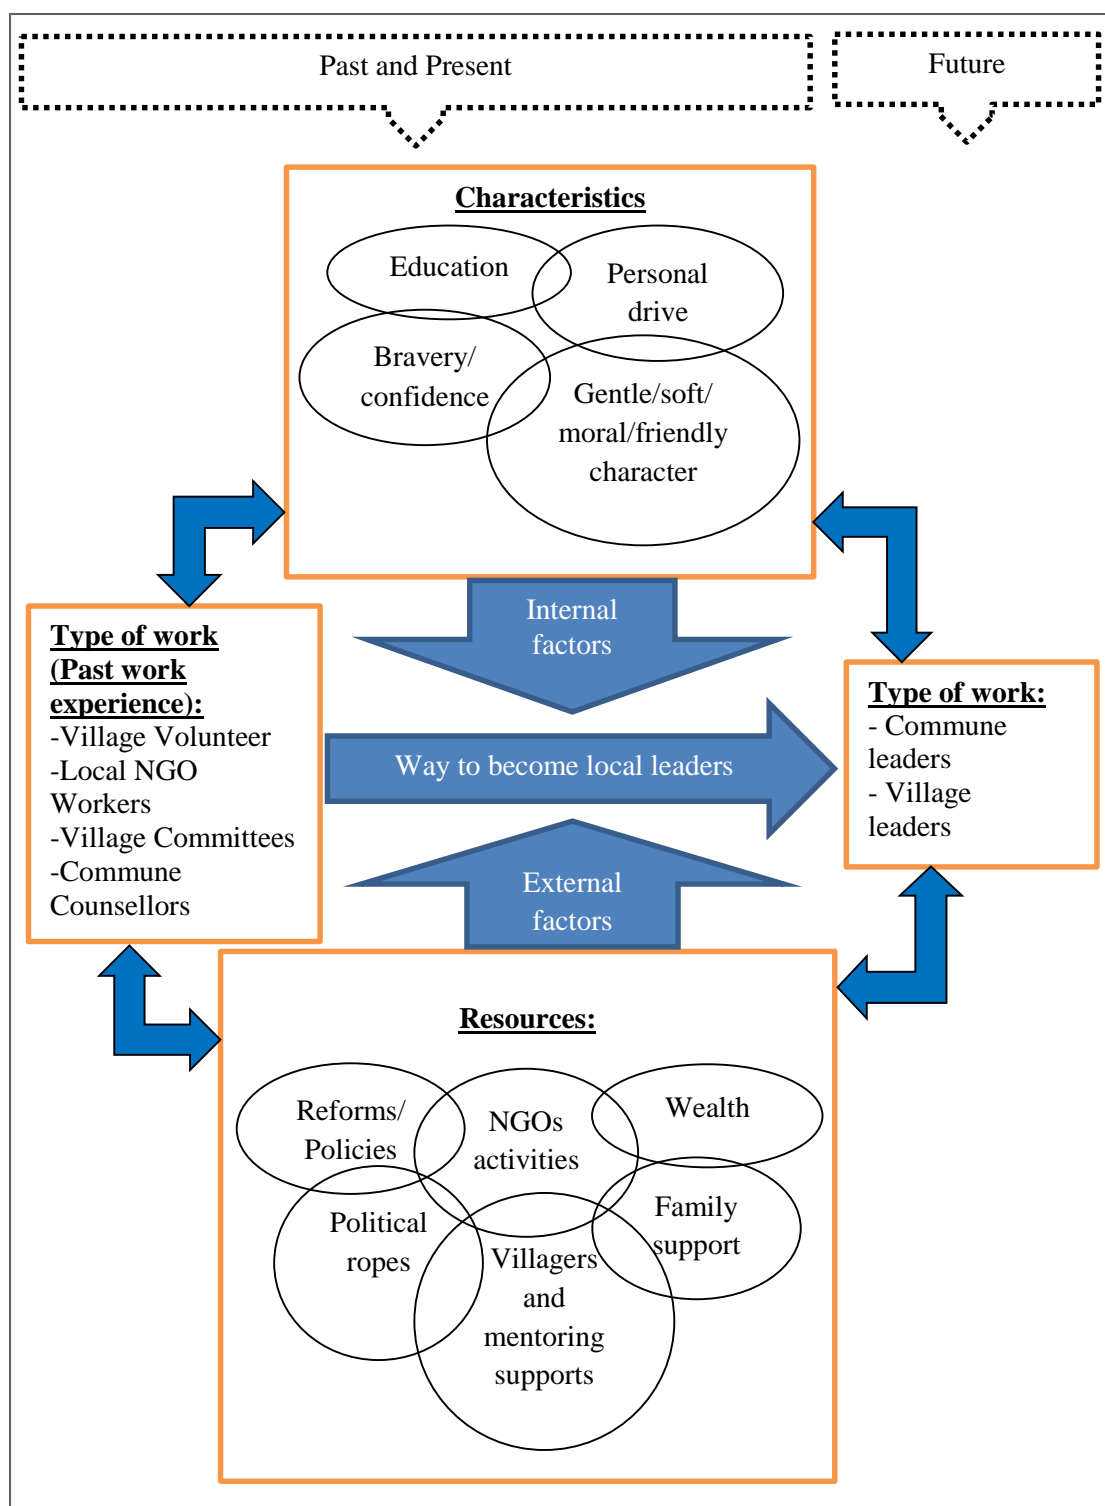 Past and Present
Future
Characteristics
Education
Personal
drive
Bravery/
confidence
Gentle/soft/
moral/friendly
character
Internal
factors
Type of work
(Past work
experience):
-Village Volunteer
-Local NGO
Workers
-Village Committees
-Commune
Counsellors
Way to become local leaders
Type of work:
- Commune
leaders
- Village
leaders
External
factors
Resources:
Reforms/
Policies
NGOs
activities
Wealth
Political
ropes
Family
support
Villagers
and
mentoring
supports